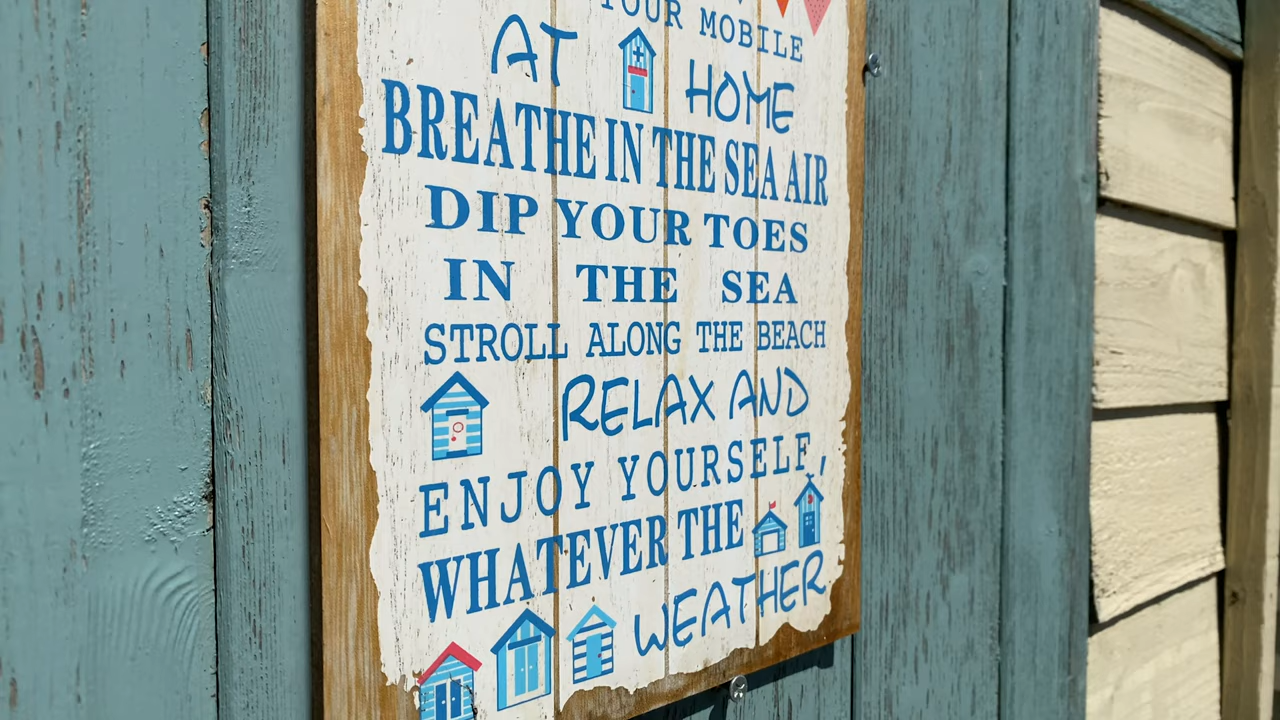 YOUR MOBILE
AT HOME
BREATHE IN THE SEA AIR
DIP YOUR TOES
IN THE SEA
STROLL ALONG THE BEACH
RELAX AND
ENJOY YOURSELF,
WHATEVER THE
WEATHER